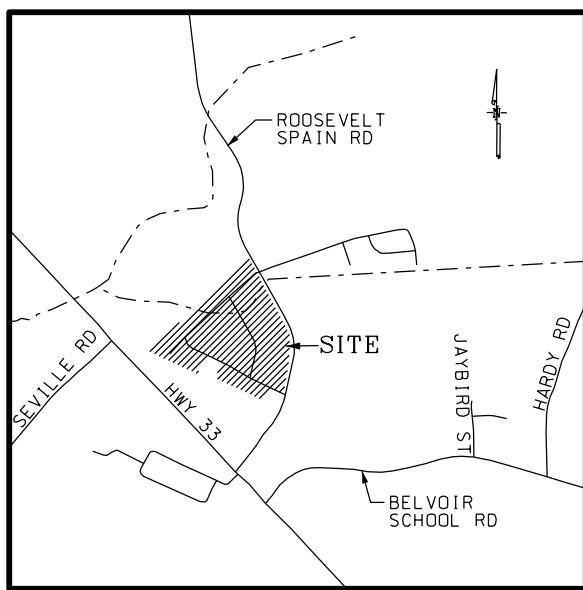 ROOSEVELT
SPAIN RD
N
SITE
SEVILLE RD
HWY 33
JAYBIRD ST
HARDY RD
BELVOIR
SCHOOL RD